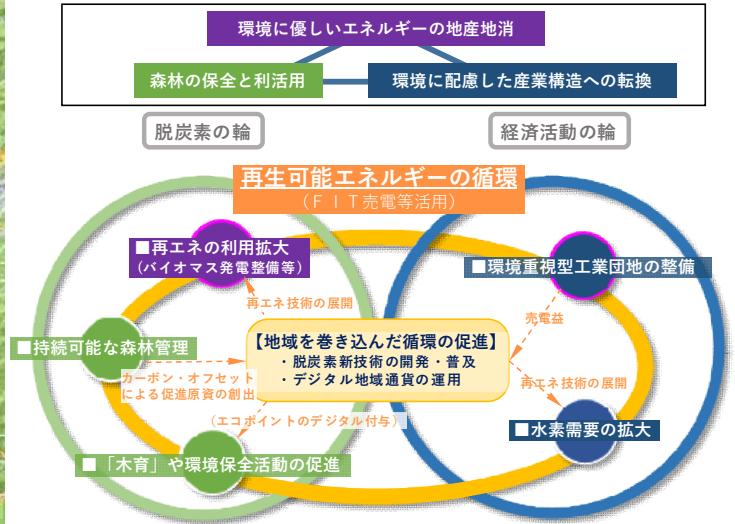 環境に優しいエネルギーの地産地消
森林の保全と利活用
環境に配慮した産業構造への転換
脱炭素の輪
経済活動の輪
再生可能エネルギーの循環
(ＦＩＴ売電等活用)
■再エネの利用拡大
(バイオマス発電整備等)
■環境重視型工業団地の整備
再エネ技術の展開
売電益
■持続可能な森林管理
【地域を巻き込んだ循環の促進】
・脱炭素新技術の開発・普及
・デジタル地域通貨の運用
カーボン・オフセット
による促進原資の創出
再エネ技術の展開
(エコポイントのデジタル付与)
■水素需要の拡大
■「木育」や環境保全活動の促進